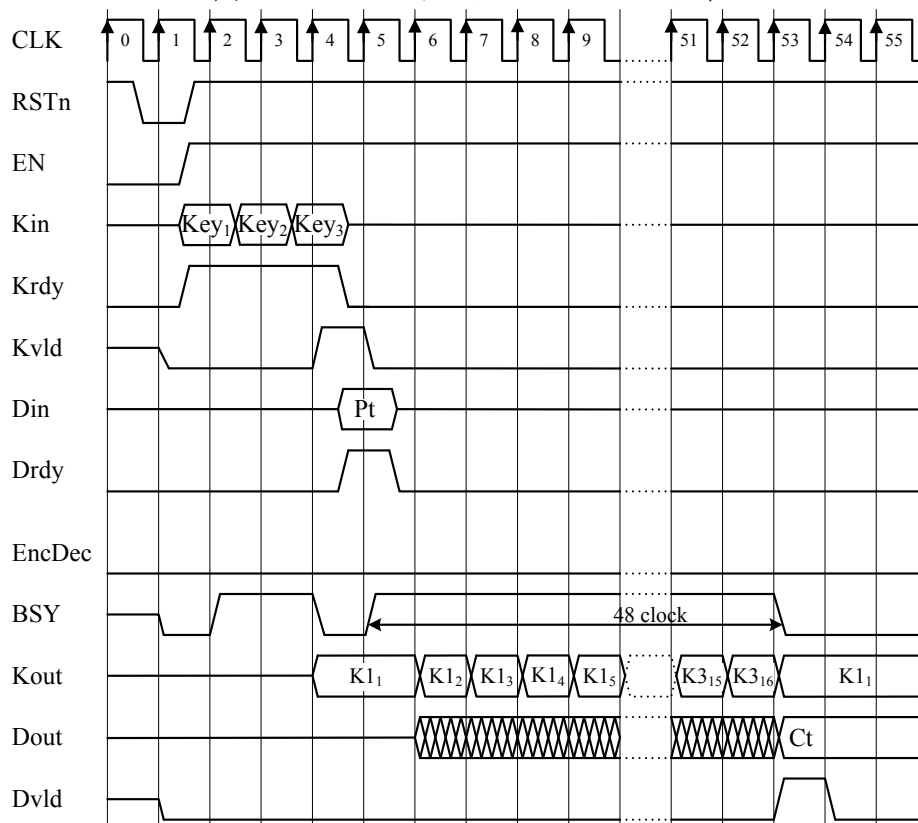 CLK 0 1 2 3 4 5 6 7 8 9 51 52 53 54 55
RSTn
EN
Kin Key₁ Key₂ Key₃
Krdy
Kvld
Din Pt
Drdy
EncDec
BSY 48 clock
Kout K1₁ K1₂ K1₃ K1₄ K1₅ K3₁₅ K3₁₆ K1₁
Dout Ct
Dvld